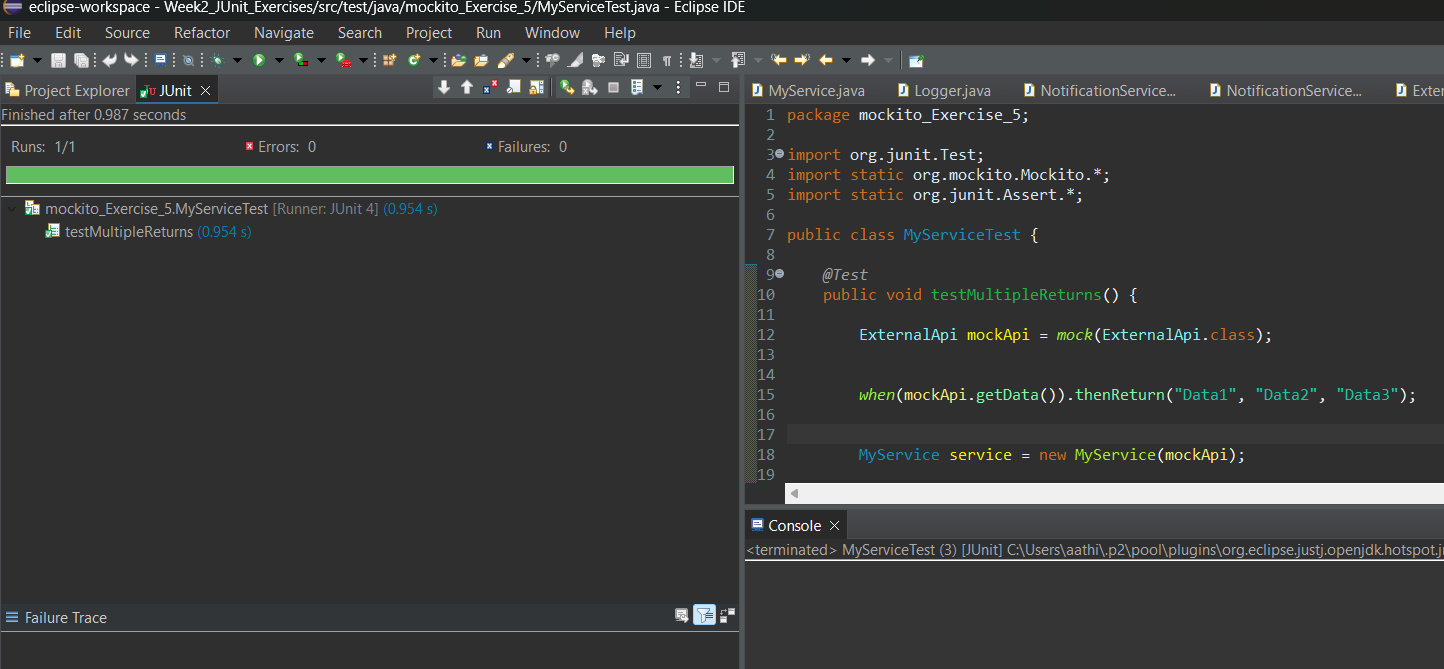 eclipse-workspace - Week2_JUnit_Exercises/src/test/java/mockito_Exercise_5/MyServiceTest.java - Eclipse IDE
File Edit Source Refactor Navigate Search Project Run Window Help
Project Explorer JUnit
Finished after 0.987 seconds
Runs: 1/1 Errors: 0 Failures: 0
mockito_Exercise_5.MyServiceTest [Runner: JUnit 4] (0.954 s)
testMultipleReturns (0.954 s)
Failure Trace
MyService.java Logger.java NotificationService... NotificationService... Exter
1 package mockito_Exercise_5;
2
3 import org.junit.Test;
4 import static org.mockito.Mockito.*;
5 import static org.junit.Assert.*;
6
7 public class MyServiceTest {
8
9 @Test
10 public void testMultipleReturns() {
11
12 ExternalApi mockApi = mock(ExternalApi.class);
13
14
15 when(mockApi.getData()).thenReturn("Data1", "Data2", "Data3");
16
17
18 MyService service = new MyService(mockApi);
19
Console
<terminated> MyServiceTest (3) [JUnit] C:\Users\aathi\.p2\pool\plugins\org.eclipse.justj.openjdk.hotspot.j